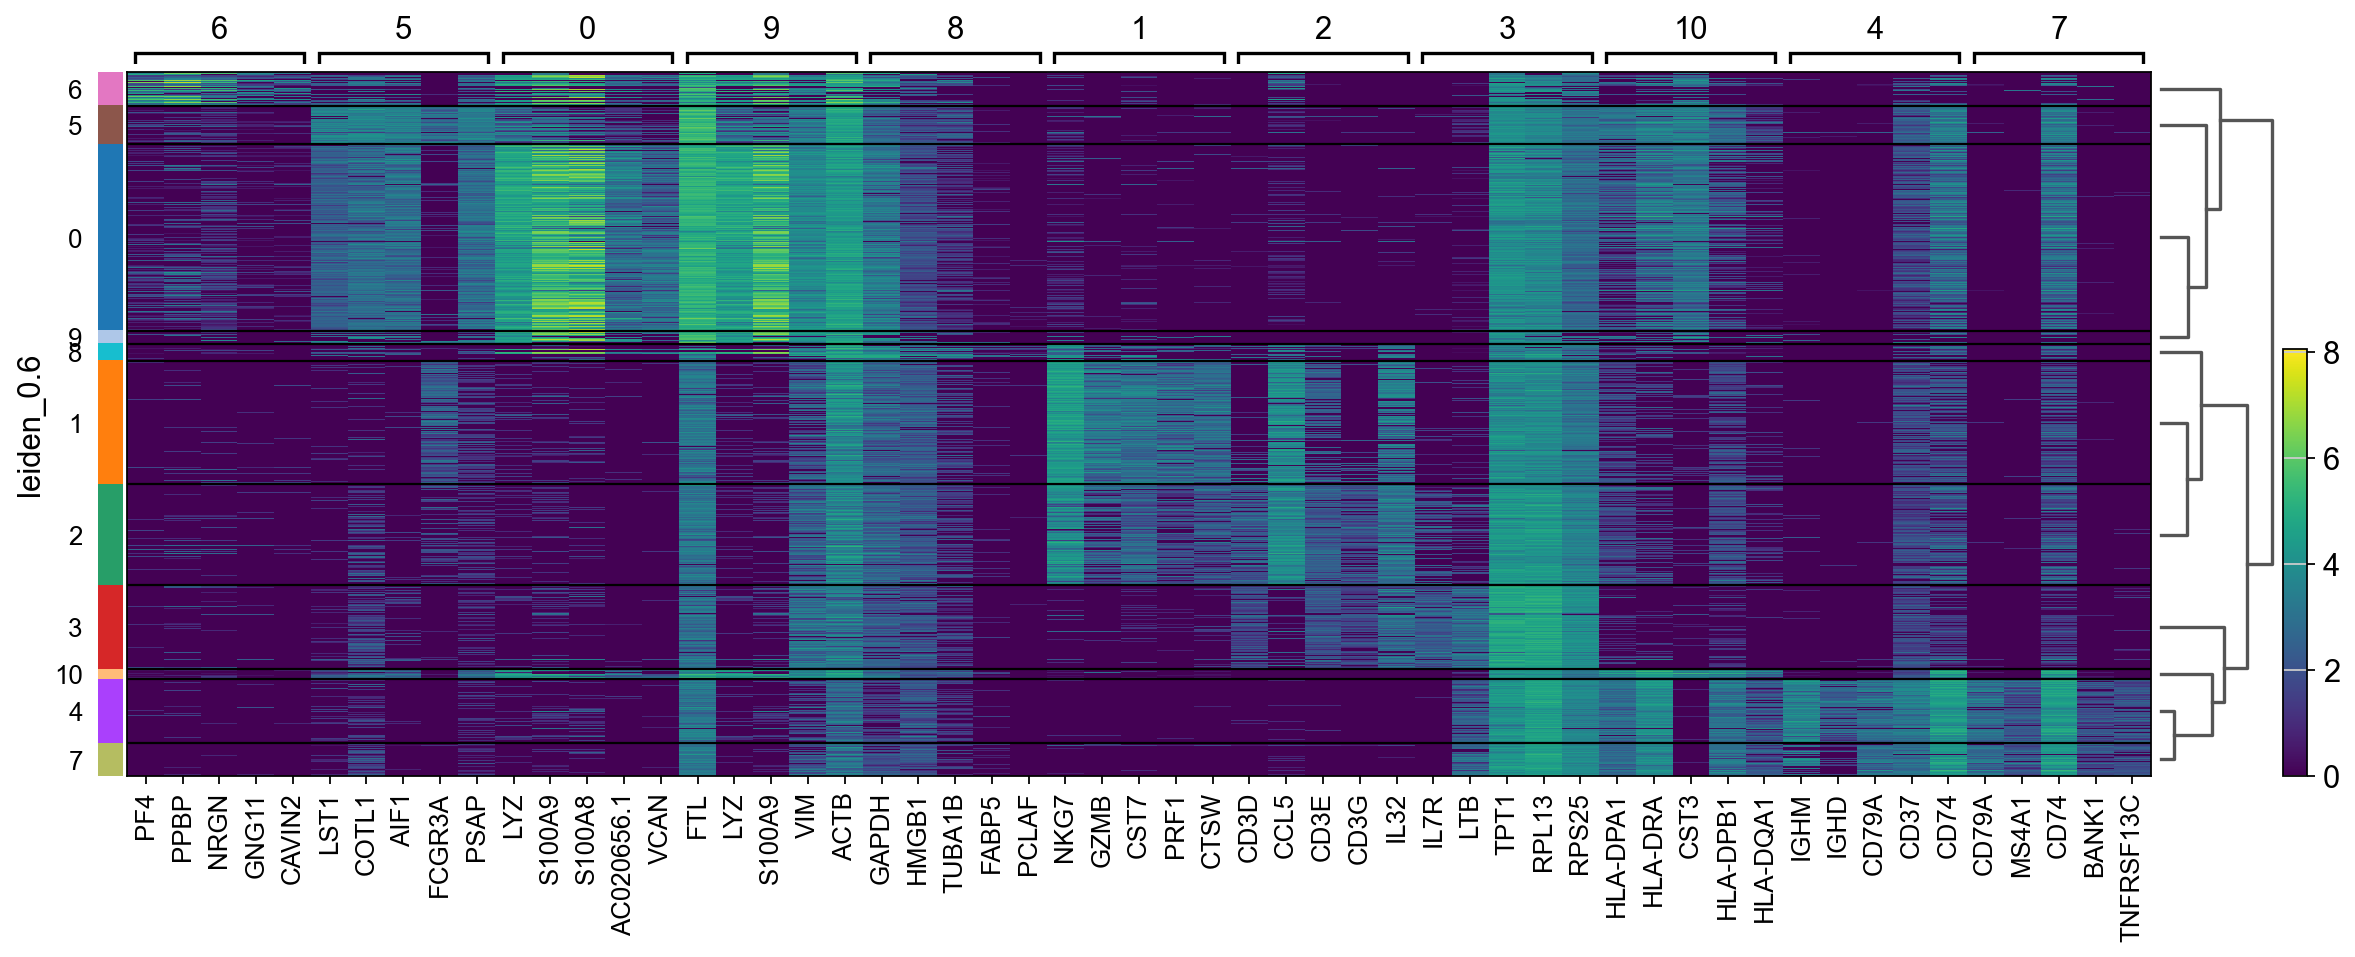 6 5 0 9 8 1 2 3 10 4 7
leiden_0.6
6
5
0
9
8
1
2
3
10
4
7
8
6
4
2
0
PF4
PPBP
NRGN
GNG11
CAVIN2
LST1
COTL1
AIF1
FCGR3A
PSAP
LYZ
S100A9
S100A8
AC020656.1
VCAN
FTL
LYZ
S100A9
VIM
ACTB
GAPDH
HMGB1
TUBA1B
FABP5
PCLAF
NKG7
GZMB
CST7
PRF1
CTSW
CD3D
CCL5
CD3E
CD3G
IL32
IL7R
LTB
TPT1
RPL13
RPS25
HLA-DPA1
HLA-DRA
CST3
HLA-DPB1
HLA-DQA1
IGHM
IGHD
CD79A
CD37
CD74
CD79A
MS4A1
CD74
BANK1
TNFRSF13C